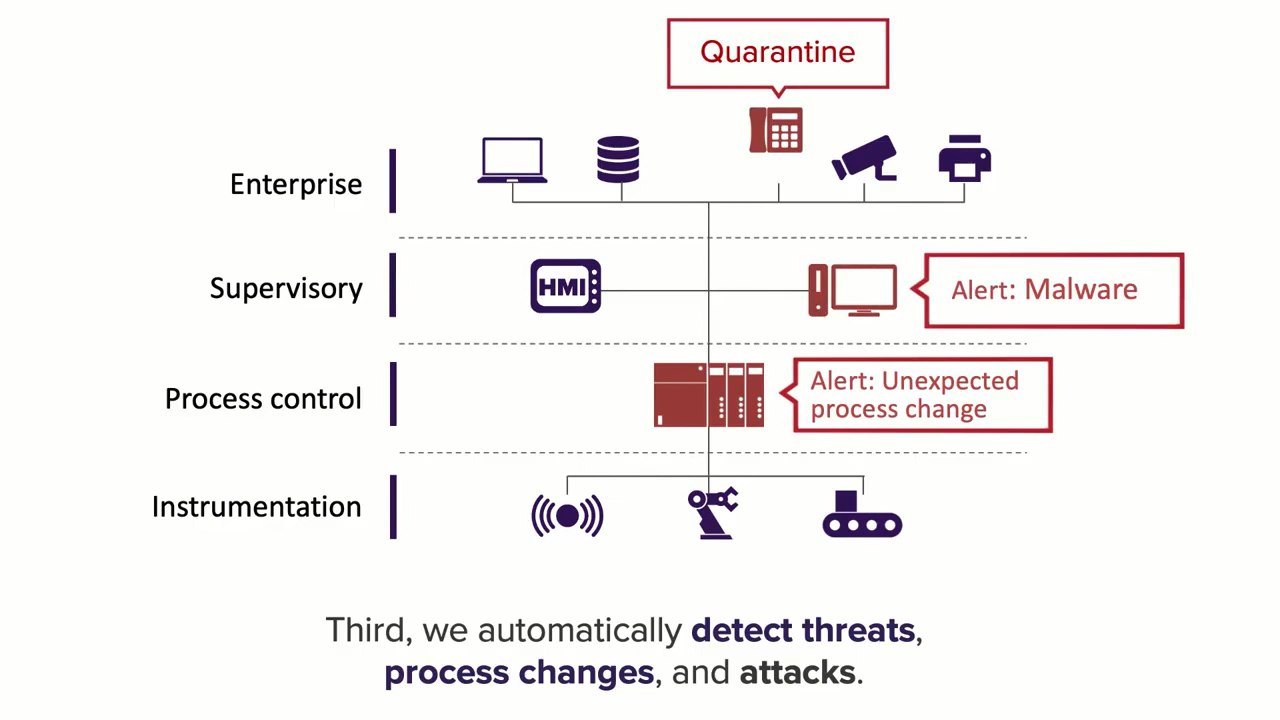 Quarantine
Enterprise
Supervisory
HMI
Alert: Malware
Process control
Alert: Unexpected
process change
Instrumentation
Third, we automatically detect threats,
process changes, and attacks.